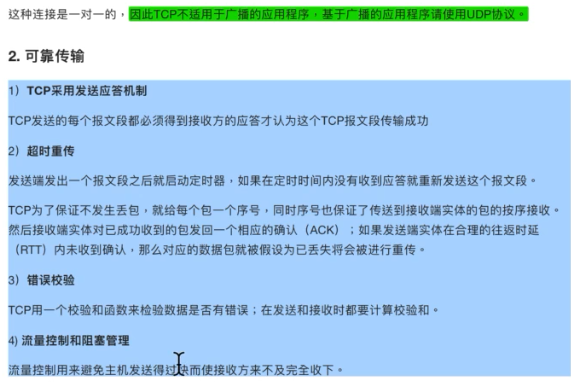 这种连接是一对一的，因此TCP不适用于广播的应用程序，基于广播的应用程序请使用UDP协议。
2. 可靠传输
1）TCP采用发送应答机制
TCP发送的每个报文段都必须得到接收方的应答才认为这个TCP报文段传输成功
2）超时重传
发送端发出一个报文段之后就启动定时器，如果在定时时间内没有收到应答就重新发送这个报文段。
TCP为了保证不发生丢包，就给每个包一个序号，同时序号也保证了传送到接收端实体的包的按序接收。
然后接收端实体对已成功收到的包发回一个相应的确认（ACK）；如果发送端实体在合理的往返时延
（RTT）内未收到确认，那么对应的数据包就被假设为已丢失将会被进行重传。
3）错误校验
TCP用一个校验和函数来检验数据是否有错误；在发送和接收时都要计算校验和。
4) 流量控制和阻塞管理
流量控制用来避免主机发送得过快而使接收方来不及完全收下。